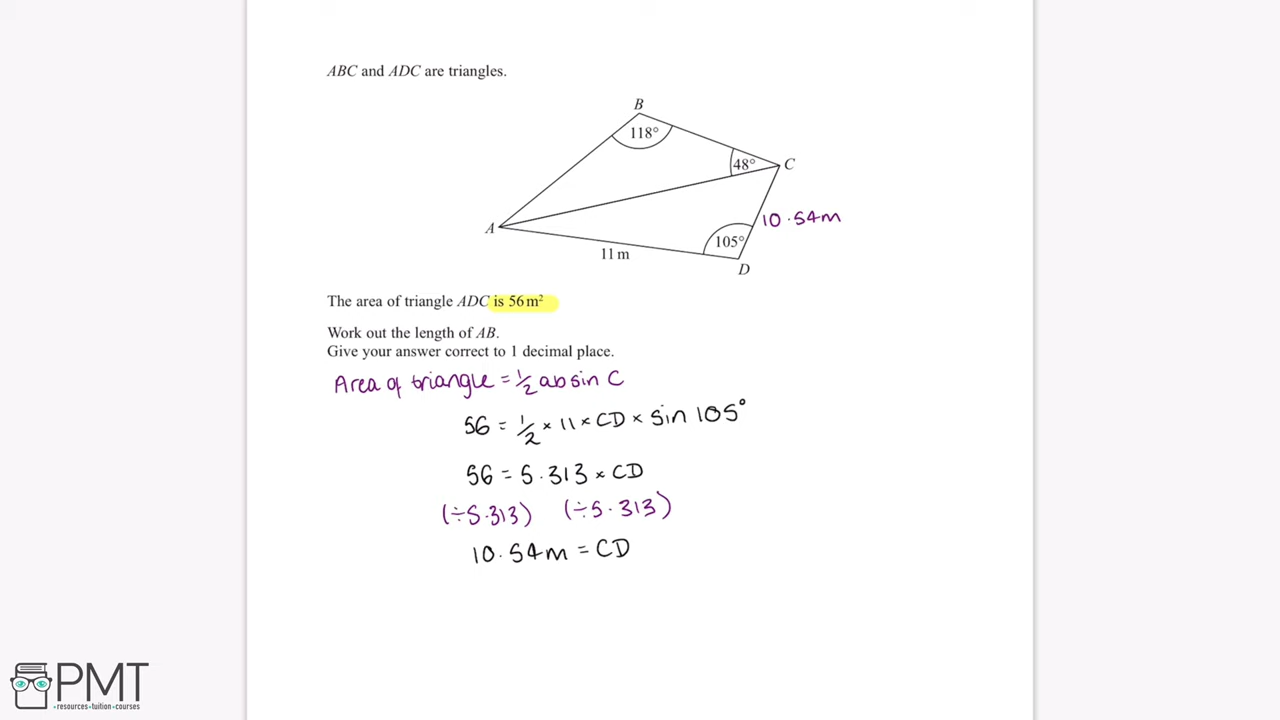 ABC and ADC are triangles.
B
118°
48°
C
10.54m
A
105°
11 m
D
The area of triangle ADC is 56 m²
Work out the length of AB.
Give your answer correct to 1 decimal place.
Area of triangle = ½ ab sin C
56 = ½ × 11 × CD × sin 105°
56 = 5.313 × CD
(÷5.313) (÷5.313)
10.54m = CD
PMT
•resources•tuition•courses